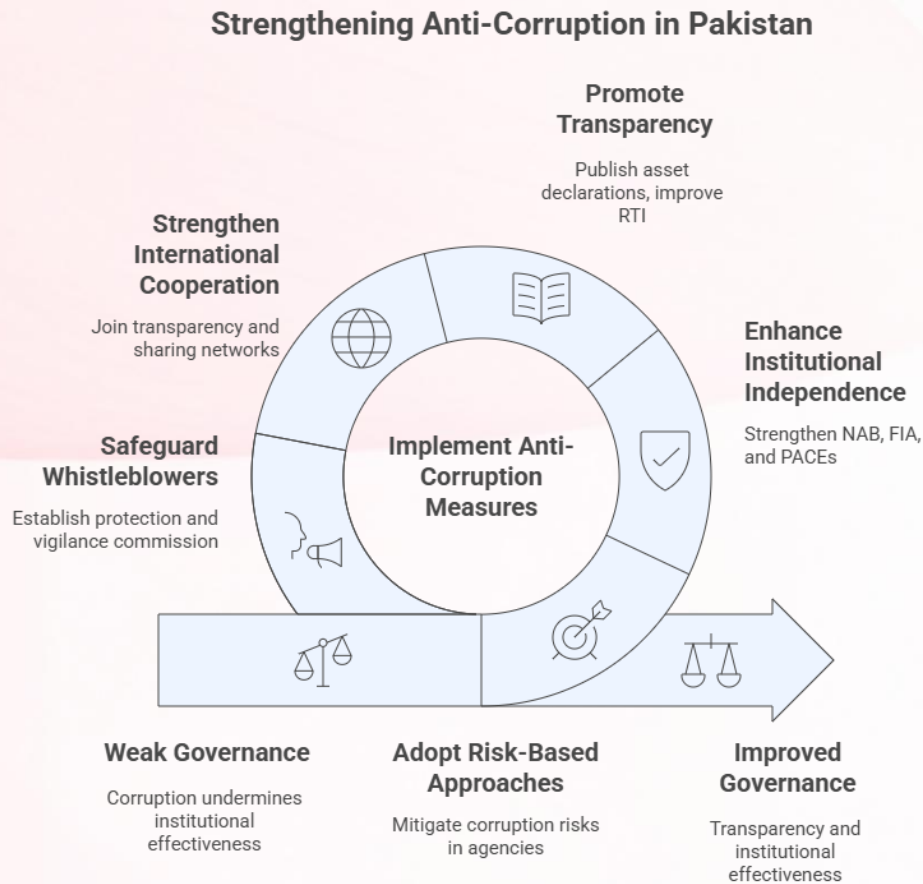 Strengthening Anti-Corruption in Pakistan
Promote
Transparency
Publish asset
declarations, improve
RTI
Strengthen
International
Cooperation
Join transparency and
sharing networks
Enhance
Institutional
Independence
Strengthen NAB, FIA,
and PACEs
Safeguard
Whistleblowers
Establish protection and
vigilance commission
Implement Anti-
Corruption
Measures
Weak Governance
Corruption undermines
institutional
effectiveness
Adopt Risk-Based
Approaches
Mitigate corruption risks
in agencies
Improved
Governance
Transparency and
institutional
effectiveness